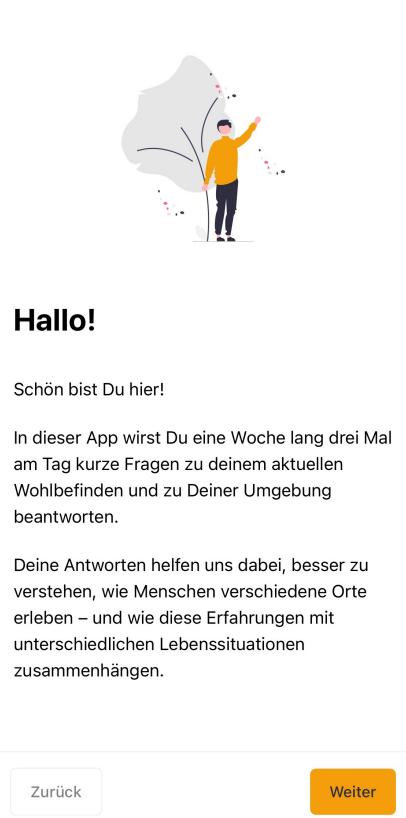 Hallo!
Schön bist Du hier!
In dieser App wirst Du eine Woche lang drei Mal
am Tag kurze Fragen zu deinem aktuellen
Wohlbefinden und zu Deiner Umgebung
beantworten.
Deine Antworten helfen uns dabei, besser zu
verstehen, wie Menschen verschiedene Orte
erleben – und wie diese Erfahrungen mit
unterschiedlichen Lebenssituationen
zusammenhängen.
Zurück
Weiter